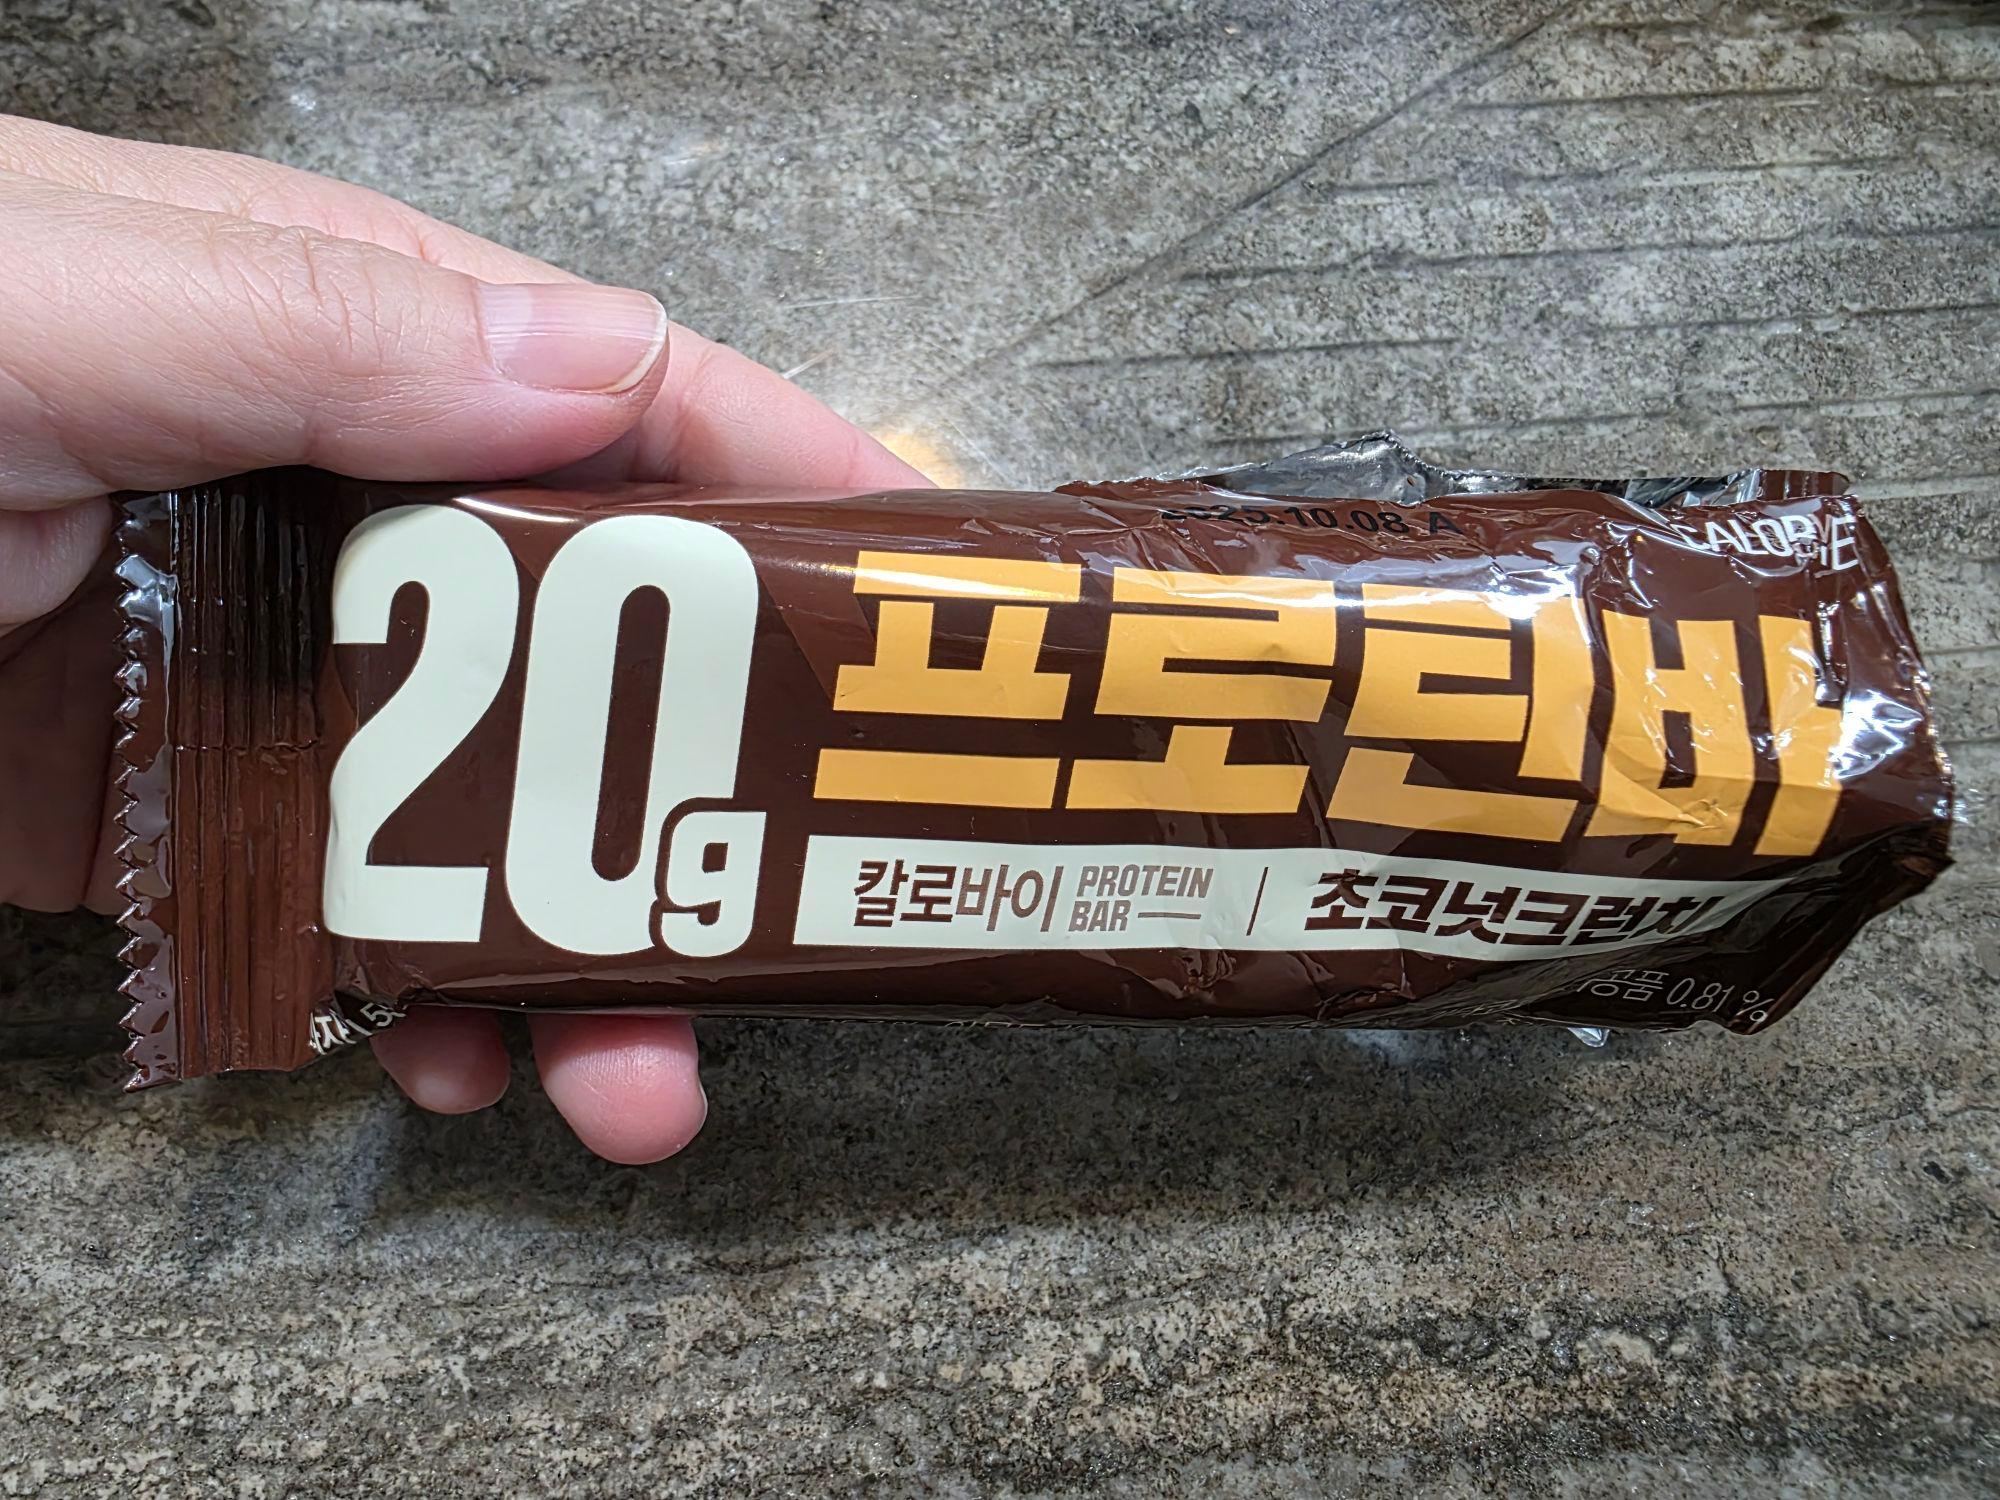 2025.10.08 A
CALOBYE
20g
프로틴바
칼로바이 PROTEIN BAR
초코넛크런치
0.81 %